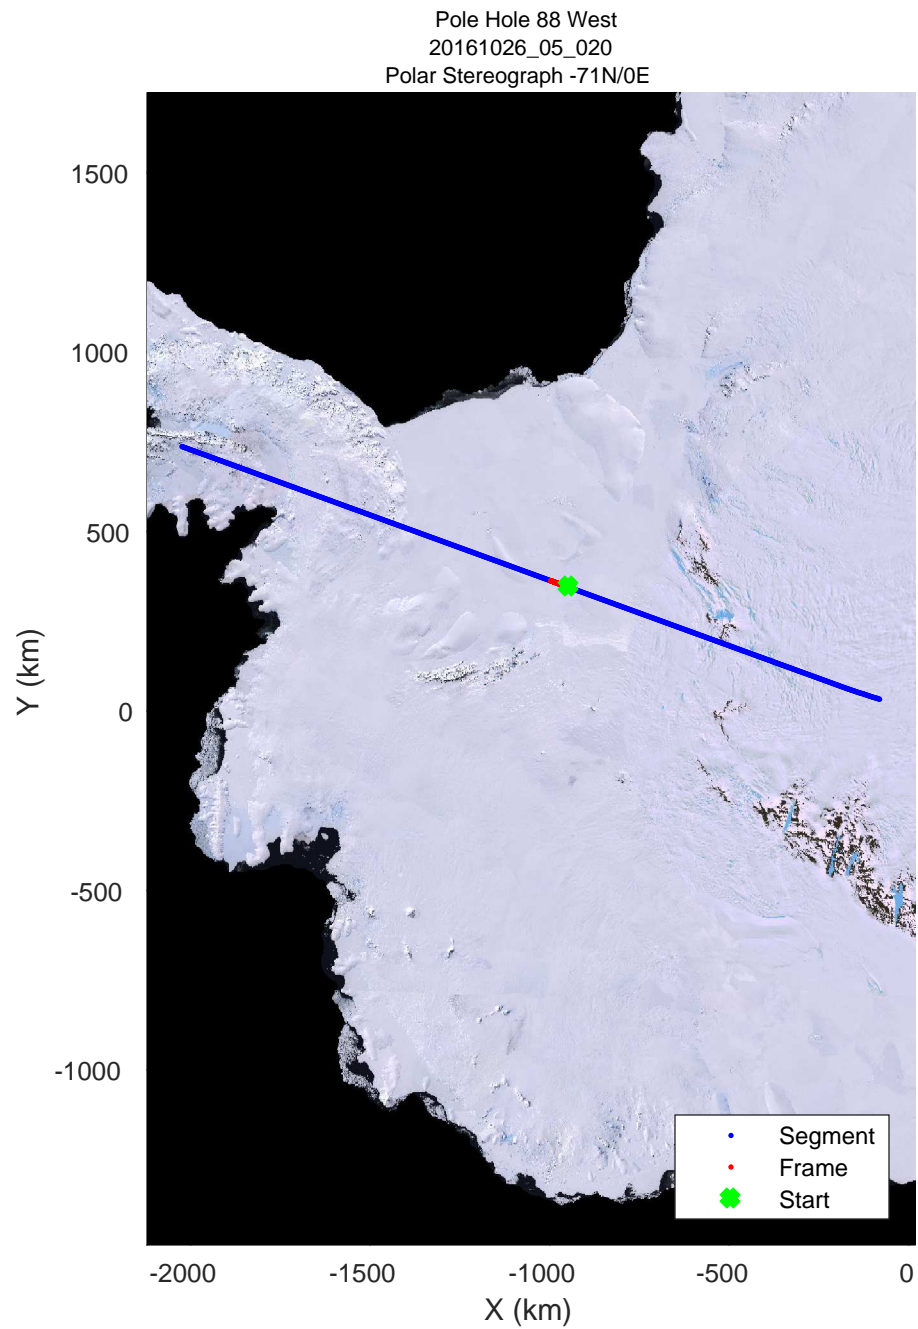 Pole Hole 88 West
20161026_05_020
Polar Stereograph -71N/0E
1500
1000
500
0
-500
-1000
Y (km)
-2000
-1500
-1000
-500
0
X (km)
Segment
Frame
Start